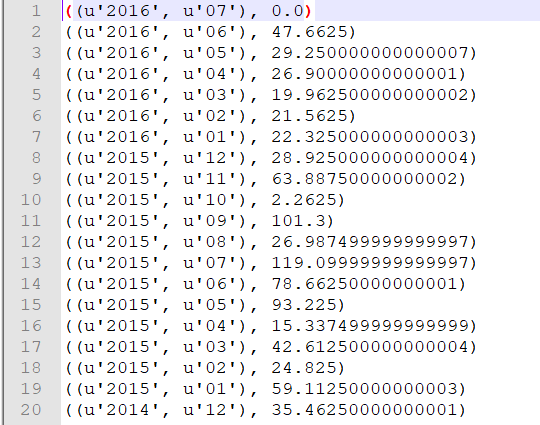 1 ((u'2016', u'07'), 0.0)
2 ((u'2016', u'06'), 47.6625)
3 ((u'2016', u'05'), 29.250000000000007)
4 ((u'2016', u'04'), 26.90000000000001)
5 ((u'2016', u'03'), 19.962500000000002)
6 ((u'2016', u'02'), 21.5625)
7 ((u'2016', u'01'), 22.325000000000003)
8 ((u'2015', u'12'), 28.925000000000004)
9 ((u'2015', u'11'), 63.88750000000002)
10 ((u'2015', u'10'), 2.2625)
11 ((u'2015', u'09'), 101.3)
12 ((u'2015', u'08'), 26.987499999999997)
13 ((u'2015', u'07'), 119.09999999999997)
14 ((u'2015', u'06'), 78.66250000000001)
15 ((u'2015', u'05'), 93.225)
16 ((u'2015', u'04'), 15.337499999999999)
17 ((u'2015', u'03'), 42.612500000000004)
18 ((u'2015', u'02'), 24.825)
19 ((u'2015', u'01'), 59.11250000000003)
20 ((u'2014', u'12'), 35.46250000000001)